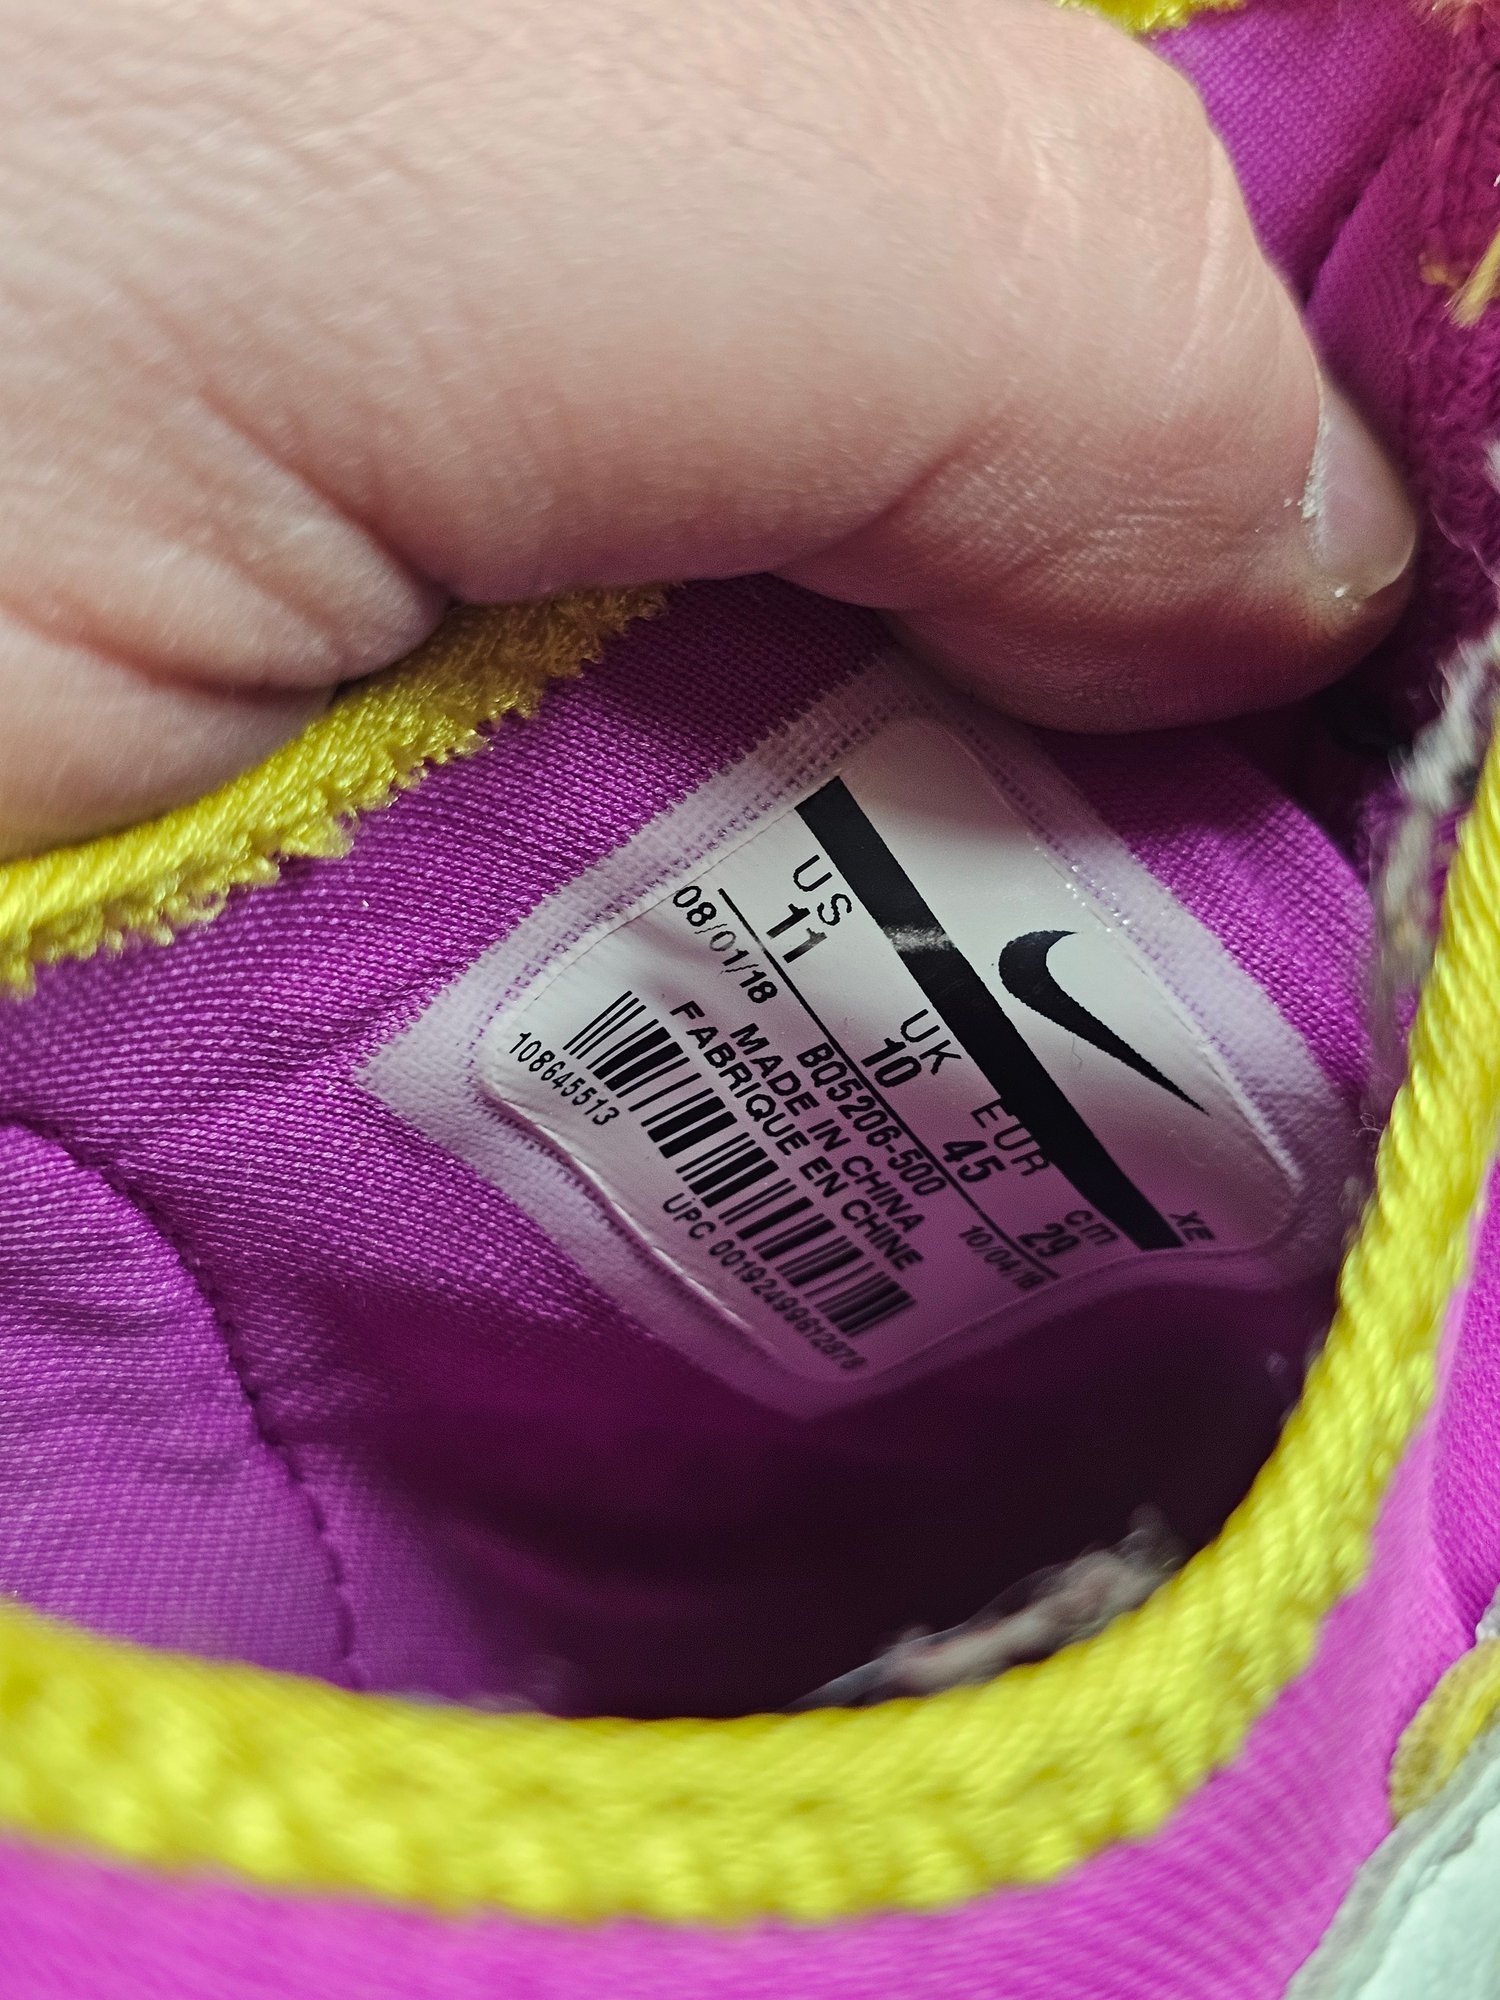 XE
US UK EUR cm
11 10 45 29
08/01/18 BQ5206-500 10/04/18
MADE IN CHINA
FABRIQUE EN CHINE
108645513
UPC 00192499612878